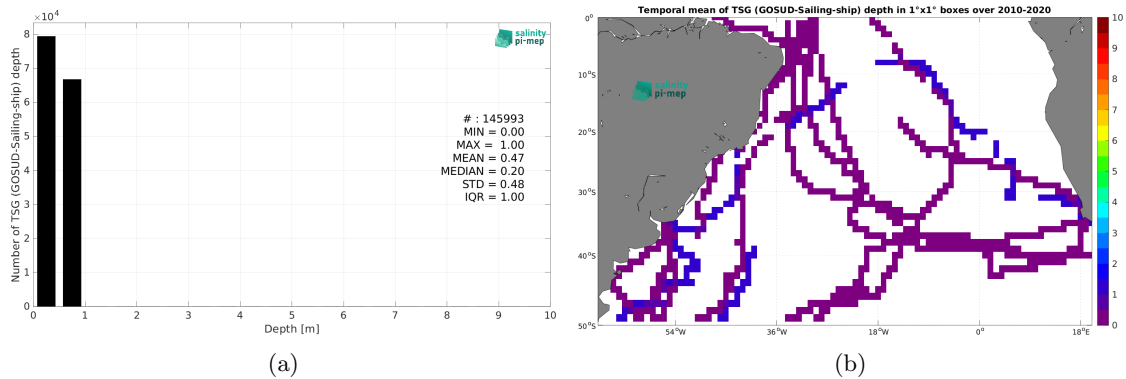 ×10⁴
8
7
6
5
4
3
2
1
0
Number of TSG (GOSUD-Sailing-ship) depth
0 1 2 3 4 5 6 7 8 9 10
Depth [m]
salinity
pi-mep
# : 145993
MIN = 0.00
MAX = 1.00
MEAN = 0.47
MEDIAN = 0.20
STD = 0.48
IQR = 1.00
(a)
Temporal mean of TSG (GOSUD-Sailing-ship) depth in 1°x1° boxes over 2010-2020
0°
10°S
20°S
30°S
40°S
50°S
54°W 36°W 18°W 0° 18°E
salinity
pi-mep
10
9
8
7
6
5
4
3
2
1
0
(b)